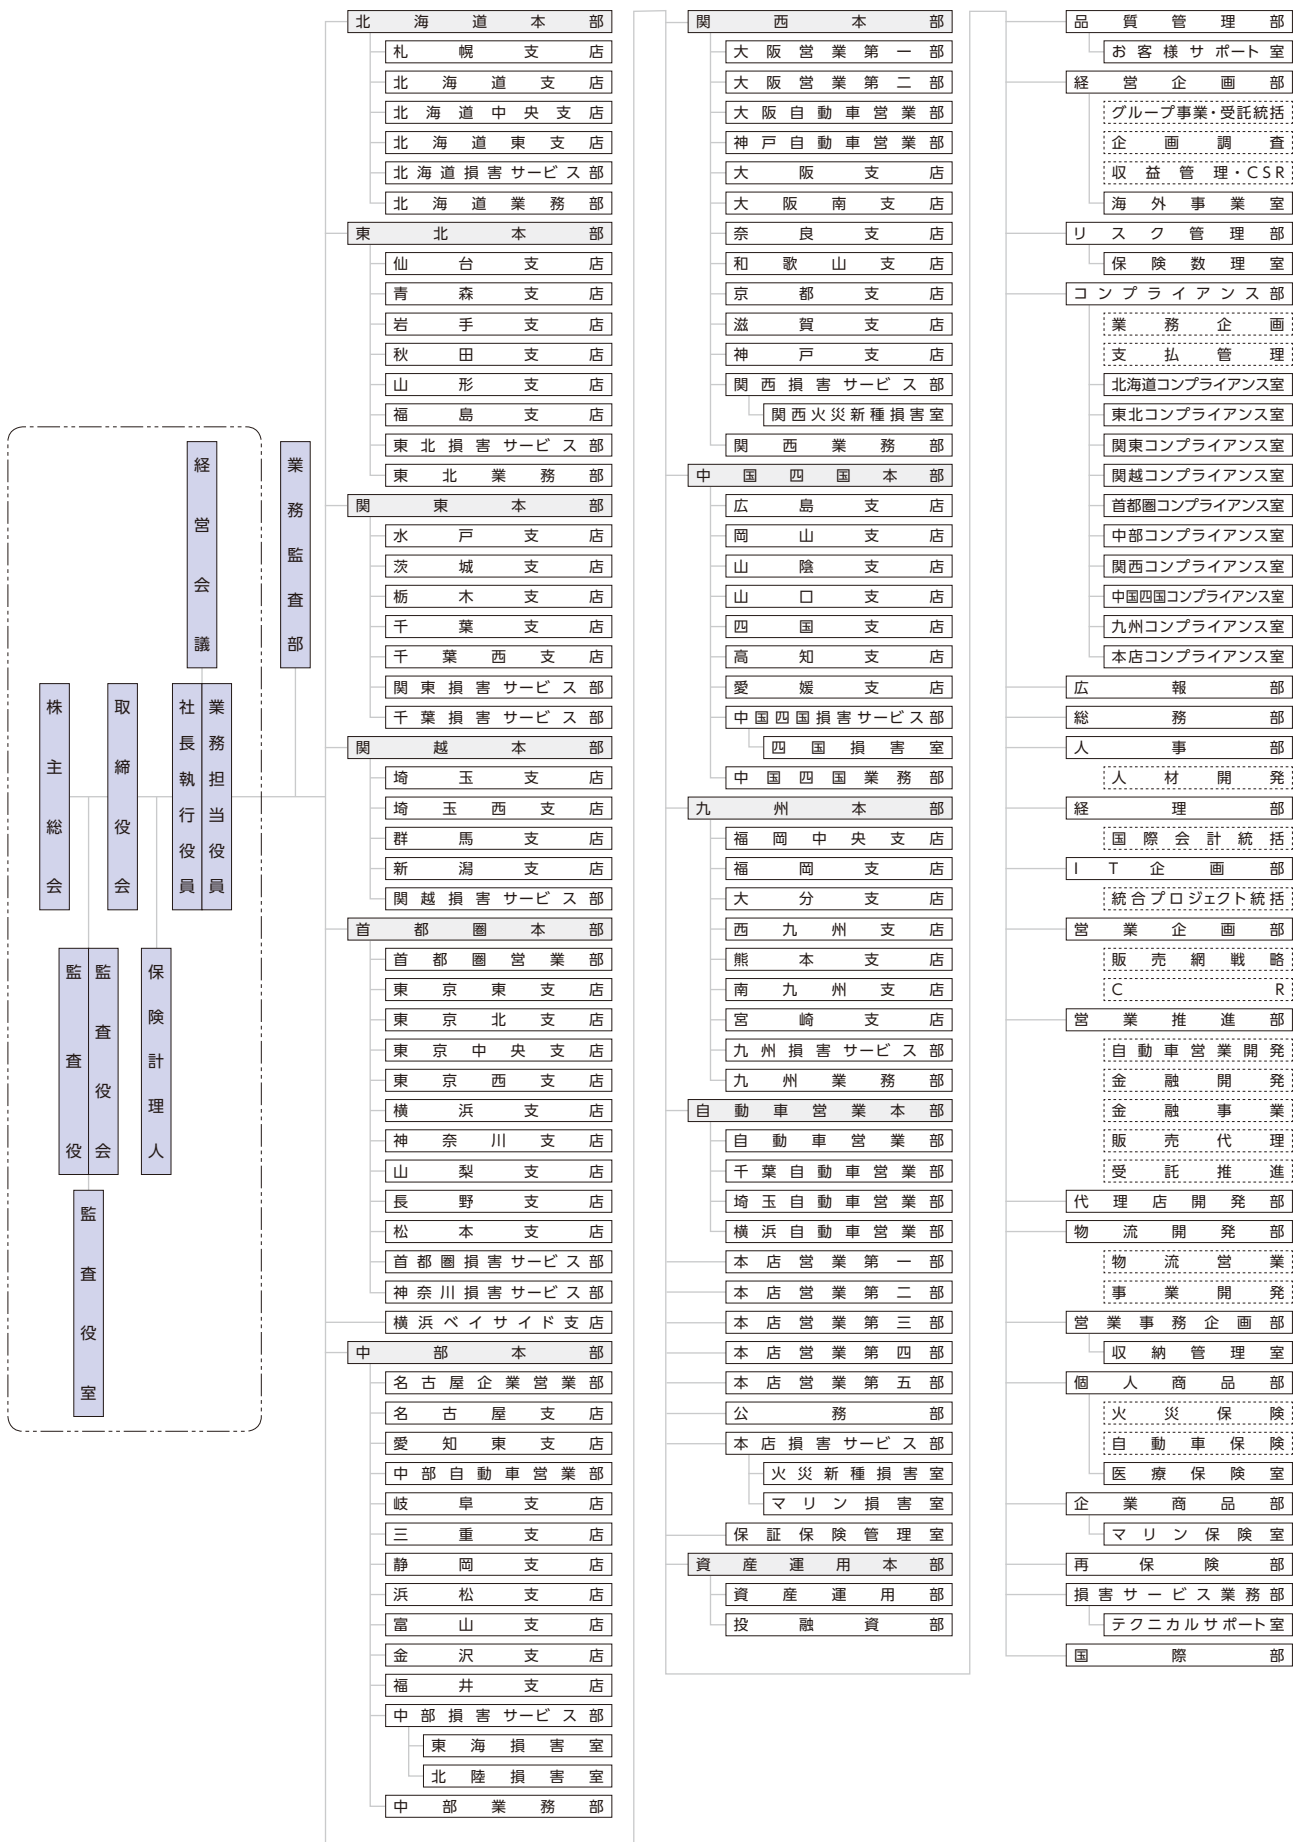 株主総会
監査役
監査役会
監査役室
取締役会
保険計理人
経営会議
社長執行役員
業務担当役員
業務監査部
北海道本部
札幌支店
北海道支店
北海道中央支店
北海道東支店
北海道損害サービス部
北海道業務部
東北本部
仙台支店
青森支店
岩手支店
秋田支店
山形支店
福島支店
東北損害サービス部
東北業務部
関東本部
水戸支店
茨城支店
栃木支店
千葉支店
千葉西支店
関東損害サービス部
千葉損害サービス部
関越本部
埼玉支店
埼玉西支店
群馬支店
新潟支店
関越損害サービス部
首都圏本部
首都圏営業部
東京東支店
東京北支店
東京中央支店
東京西支店
横浜支店
神奈川支店
山梨支店
長野支店
松本支店
首都圏損害サービス部
神奈川損害サービス部
横浜ベイサイド支店
中部本部
名古屋企業営業部
名古屋支店
愛知東支店
中部自動車営業部
岐阜支店
三重支店
静岡支店
浜松支店
富山支店
金沢支店
福井支店
中部損害サービス部
東海損害室
北陸損害室
中部業務部
関西本部
大阪営業第一部
大阪営業第二部
大阪自動車営業部
神戸自動車営業部
大阪支店
大阪南支店
奈良支店
和歌山支店
京都支店
滋賀支店
神戸支店
関西損害サービス部
関西火災新種損害室
関西業務部
中国四国本部
広島支店
岡山支店
山陰支店
山口支店
四国支店
高知支店
愛媛支店
中国四国損害サービス部
四国損害室
中国四国業務部
九州本部
福岡中央支店
福岡支店
大分支店
西九州支店
熊本支店
南九州支店
宮崎支店
九州損害サービス部
九州業務部
自動車営業本部
自動車営業部
千葉自動車営業部
埼玉自動車営業部
横浜自動車営業部
本店営業第一部
本店営業第二部
本店営業第三部
本店営業第四部
本店営業第五部
公務部
本店損害サービス部
火災新種損害室
マリン損害室
保証保険管理室
資産運用本部
資産運用部
投融資部
品質管理部
お客様サポート室
経営企画部
グループ事業・受託統括
企画調査
収益管理・CSR
海外事業室
リスク管理部
保険数理室
コンプライアンス部
業務企画
支払管理
北海道コンプライアンス室
東北コンプライアンス室
関東コンプライアンス室
関越コンプライアンス室
首都圏コンプライアンス室
中部コンプライアンス室
関西コンプライアンス室
中国四国コンプライアンス室
九州コンプライアンス室
本店コンプライアンス室
広報部
総務部
人事部
人材開発
経理部
国際会計統括
IT企画部
統合プロジェクト統括
営業企画部
販売網戦略
CR
営業推進部
自動車営業開発
金融開発
金融事業
販売代理
受託推進
代理店開発部
物流開発部
物流営業
事業開発
営業事務企画部
収納管理室
個人商品部
火災保険
自動車保険
医療保険室
企業商品部
マリン保険室
再保険部
損害サービス業務部
テクニカルサポート室
国際部